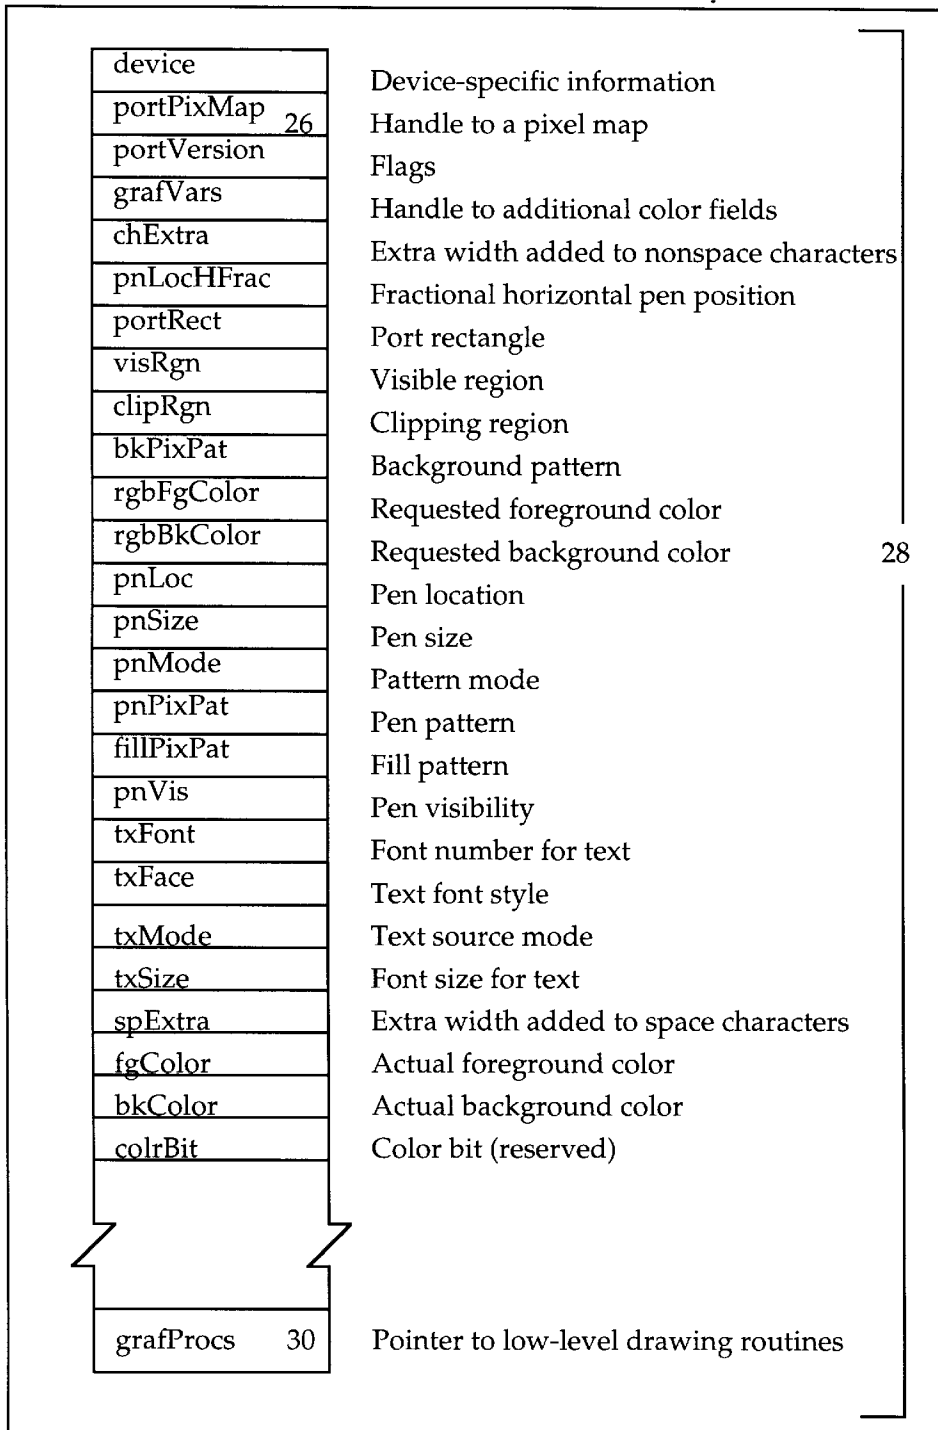 device Device-specific information
portPixMap 26 Handle to a pixel map
portVersion Flags
grafVars Handle to additional color fields
chExtra Extra width added to nonspace characters
pnLocHFrac Fractional horizontal pen position
portRect Port rectangle
visRgn Visible region
clipRgn Clipping region
bkPixPat Background pattern
rgbFgColor Requested foreground color
rgbBkColor Requested background color 28
pnLoc Pen location
pnSize Pen size
pnMode Pattern mode
pnPixPat Pen pattern
fillPixPat Fill pattern
pnVis Pen visibility
txFont Font number for text
txFace Text font style
txMode Text source mode
txSize Font size for text
spExtra Extra width added to space characters
fgColor Actual foreground color
bkColor Actual background color
colrBit Color bit (reserved)
grafProcs 30 Pointer to low-level drawing routines